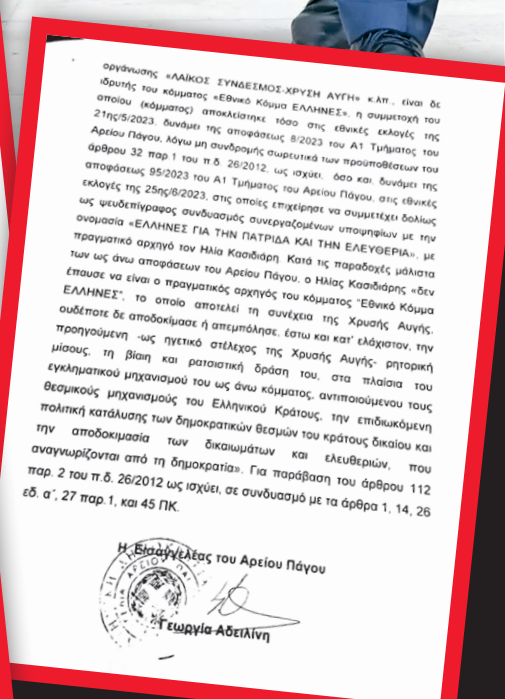 οργάνωσης «ΛΑΪΚΟΣ ΣΥΝΔΕΣΜΟΣ-ΧΡΥΣΗ ΑΥΓΗ» κ.λπ., είναι δε
ιδρυτής του κόμματος «Εθνικό Κόμμα ΕΛΛΗΝΕΣ», η συμμετοχή του
οποίου (κόμματος) αποκλείστηκε τόσο στις εθνικές εκλογές της
21ης/5/2023, δυνάμει της αποφάσεως 8/2023 του Α1 Τμήματος του
Αρείου Πάγου, λόγω μη συνδρομής σωρευτικά των προϋποθέσεων του
άρθρου 32 παρ.1 του π.δ. 26/2012, ως ισχύει, όσο και, δυνάμει της
αποφάσεως 95/2023 του Α1 Τμήματος του Αρείου Πάγου, στις εθνικές
εκλογές της 25ης/6/2023, στις οποίες επιχείρησε να συμμετέχει δολίως
ως ψευδεπίγραφος συνδυασμός συνεργαζομένων υποψηφίων με την
ονομασία «ΕΛΛΗΝΕΣ ΓΙΑ ΤΗΝ ΠΑΤΡΙΔΑ ΚΑΙ ΤΗΝ ΕΛΕΥΘΕΡΙΑ», με
πραγματικό αρχηγό τον Ηλία Κασιδιάρη. Κατά τις παραδοχές μάλιστα
των ως άνω αποφάσεων του Αρείου Πάγου, ο Ηλίας Κασιδιάρης «δεν
έπαυσε να είναι ο πραγματικός αρχηγός του κόμματος "Εθνικό Κόμμα
ΕΛΛΗΝΕΣ", το οποίο αποτελεί τη συνέχεια της Χρυσής Αυγής,
ουδέποτε δε αποδοκίμασε ή απεμπόλησε, έστω και κατ' ελάχιστον, την
προηγούμενη -ως ηγετικό στέλεχος της Χρυσής Αυγής- ρητορική
μίσους, τη βίαιη και ρατσιστική δράση του, στα πλαίσια του
εγκληματικού μηχανισμού του ως άνω κόμματος, αντιποιούμενου τους
θεσμικούς μηχανισμούς του Ελληνικού Κράτους, την επιδιωκόμενη
πολιτική κατάλυσης των δημοκρατικών θεσμών του κράτους δικαίου και
την αποδοκιμασία των δικαιωμάτων και ελευθεριών, που
αναγνωρίζονται από τη δημοκρατία». Για παράβαση του άρθρου 112
παρ. 2 του π.δ. 26/2012 ως ισχύει, σε συνδυασμό με τα άρθρα 1, 14, 26
εδ. α΄, 27 παρ.1, και 45 ΠΚ.
Η Εισαγγελέας του Αρείου Πάγου
Γεωργία Αδειλίνη